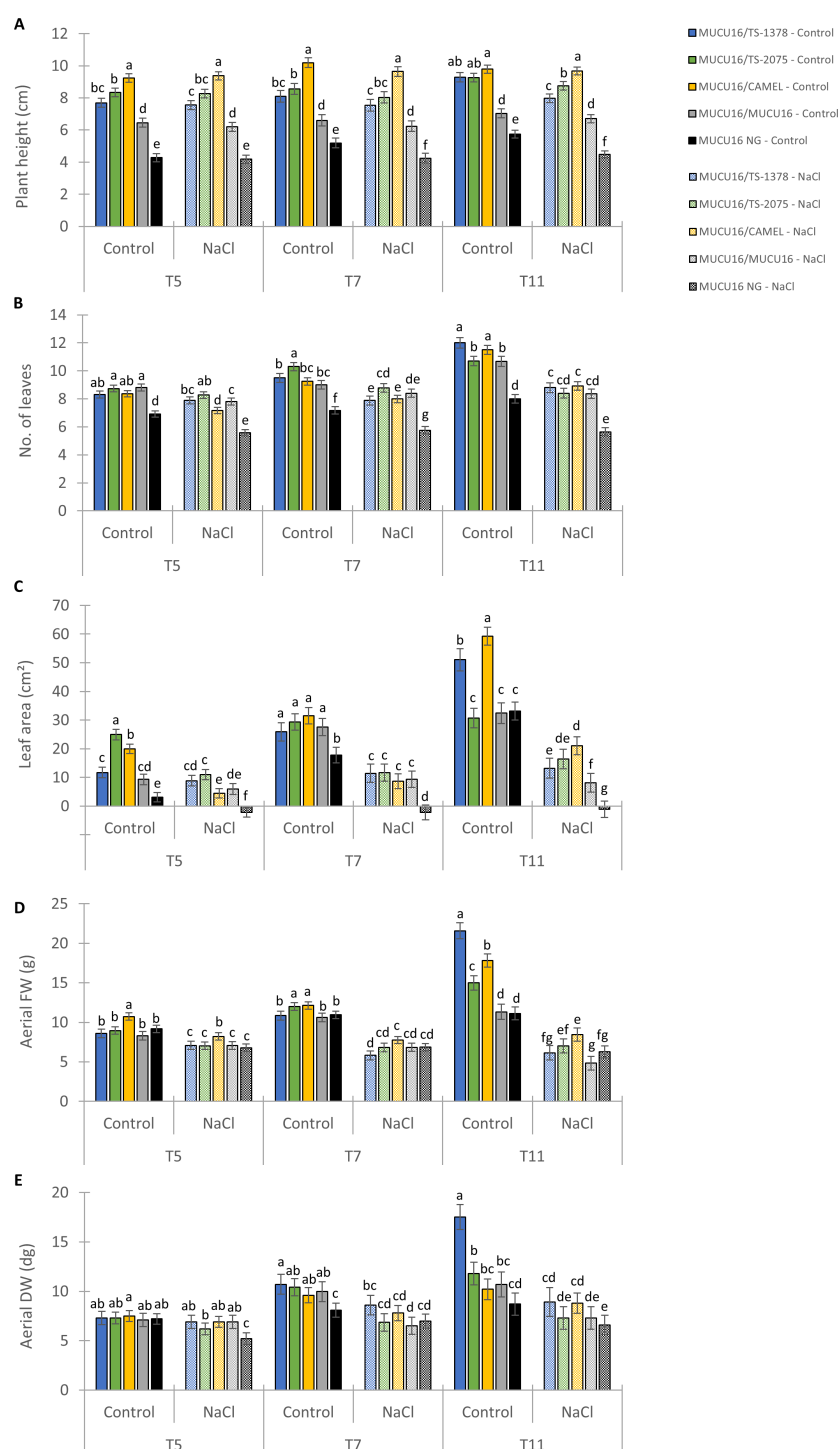 A
Plant height (cm)
12
10
8
6
4
2
0
bc b a d e
c bc a d e
b b a c e
c bc a d f
ab ab a c e
c b a d f
Control NaCl Control NaCl Control NaCl
T5 T7 T11
MUCU16/TS-1378 - Control
MUCU16/TS-2075 - Control
MUCU16/CAMEL - Control
MUCU16/MUCU16 - Control
MUCU16 NG - Control
MUCU16/TS-1378 - NaCl
MUCU16/TS-2075 - NaCl
MUCU16/CAMEL - NaCl
MUCU16/MUCU16 - NaCl
MUCU16 NG - NaCl
B
No. of leaves
14
12
10
8
6
4
2
0
ab a ab a d
bc ab d c e
b a bc bc f
e cd e de g
a b a b d
c cd c cd e
Control NaCl Control NaCl Control NaCl
T5 T7 T11
C
Leaf area (cm²)
70
60
50
40
30
20
10
0
c a b cd e
cd c e de f
a a a a b
c c c c d
b c a c c
e de d f g
Control NaCl Control NaCl Control NaCl
T5 T7 T11
D
Aerial FW (g)
25
20
15
10
5
0
b b a b b
c c b c c
b a a b b
d cd c cd cd
a c b d d
fg ef e g fg
Control NaCl Control NaCl Control NaCl
T5 T7 T11
E
Aerial DW (dg)
20
15
10
5
0
ab ab a ab ab
ab b ab ab c
a ab ab ab cd
bc cd cd d cd
a b bc bc cd
cd de cd de e
Control NaCl Control NaCl Control NaCl
T5 T7 T11